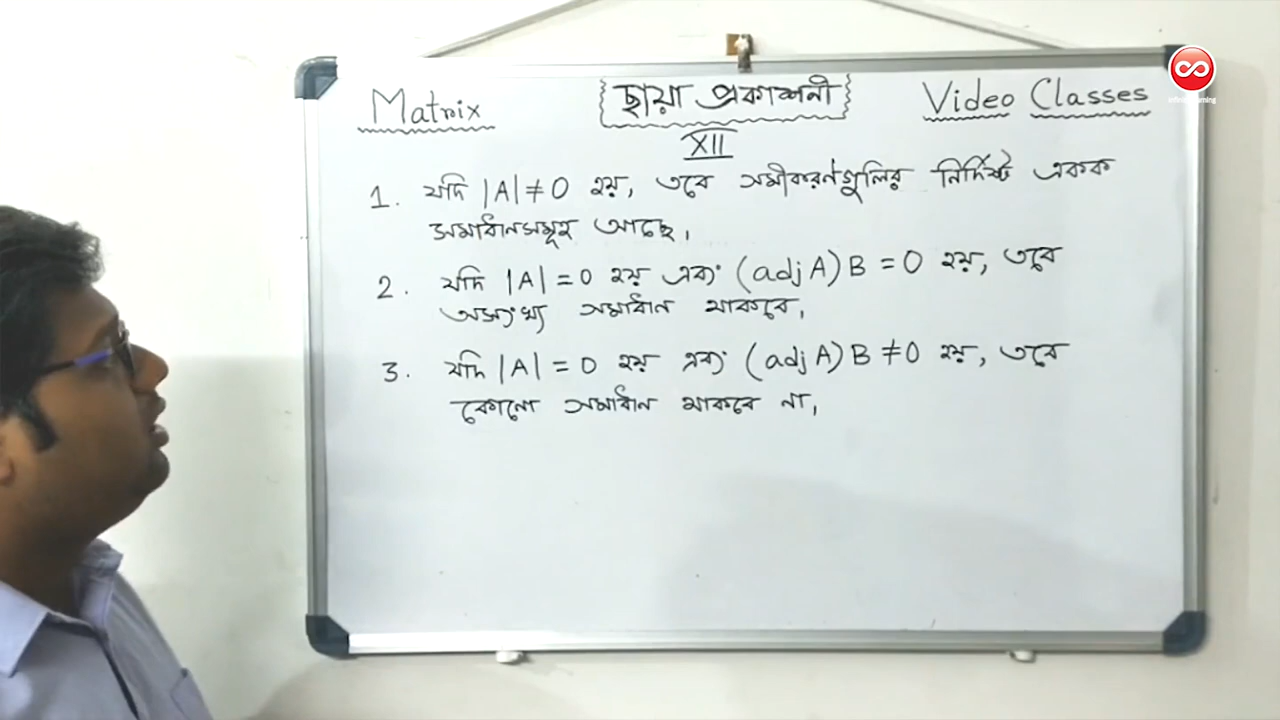 Matrix
ছায়া প্রকাশনী
Video Classes
XII
1. যদি |A| ≠ 0 হয়, তবে সমীকরণগুলির নির্দিষ্ট একক
সমাধানসমূহ আছে।
2. যদি |A| = 0 হয় এবং (adj A) B = 0 হয়, তবে
অসংখ্য সমাধান থাকবে।
3. যদি |A| = 0 হয় এবং (adj A) B ≠ 0 হয়, তবে
কোনো সমাধান থাকবে না।